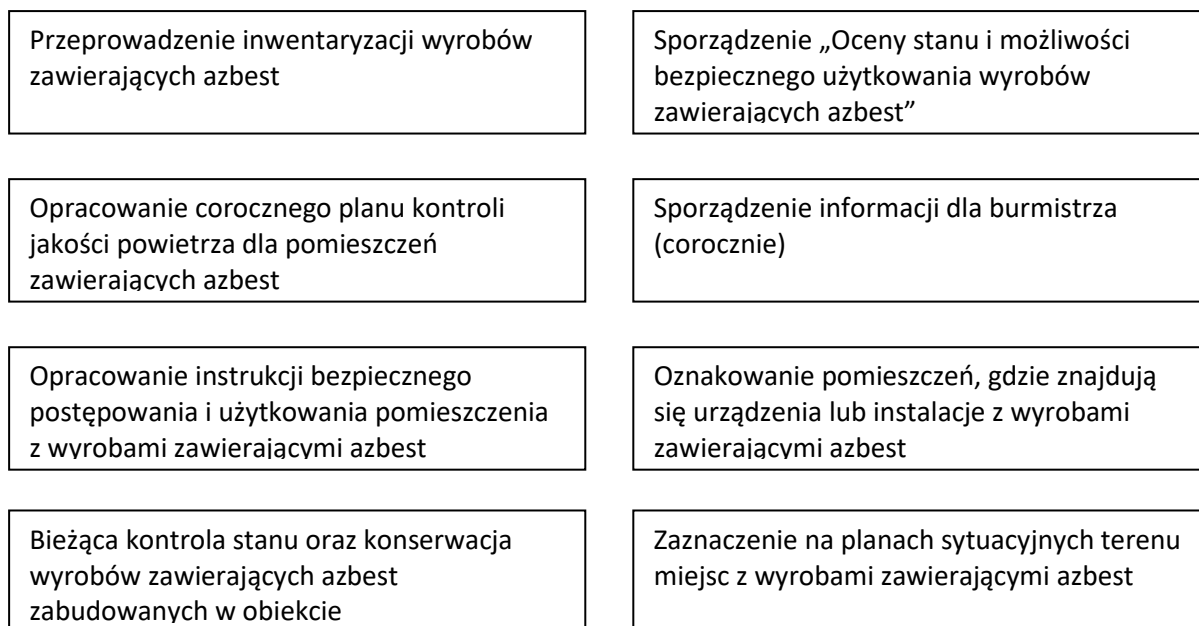 Przeprowadzenie inwentaryzacji wyrobów
zawierających azbest
Sporządzenie „Oceny stanu i możliwości
bezpiecznego użytkowania wyrobów
zawierających azbest”
Opracowanie corocznego planu kontroli
jakości powietrza dla pomieszczeń
zawierających azbest
Sporządzenie informacji dla burmistrza
(corocznie)
Opracowanie instrukcji bezpiecznego
postępowania i użytkowania pomieszczenia
z wyrobami zawierającymi azbest
Oznakowanie pomieszczeń, gdzie znajdują
się urządzenia lub instalacje z wyrobami
zawierającymi azbest
Bieżąca kontrola stanu oraz konserwacja
wyrobów zawierających azbest
zabudowanych w obiekcie
Zaznaczenie na planach sytuacyjnych terenu
miejsc z wyrobami zawierającymi azbest